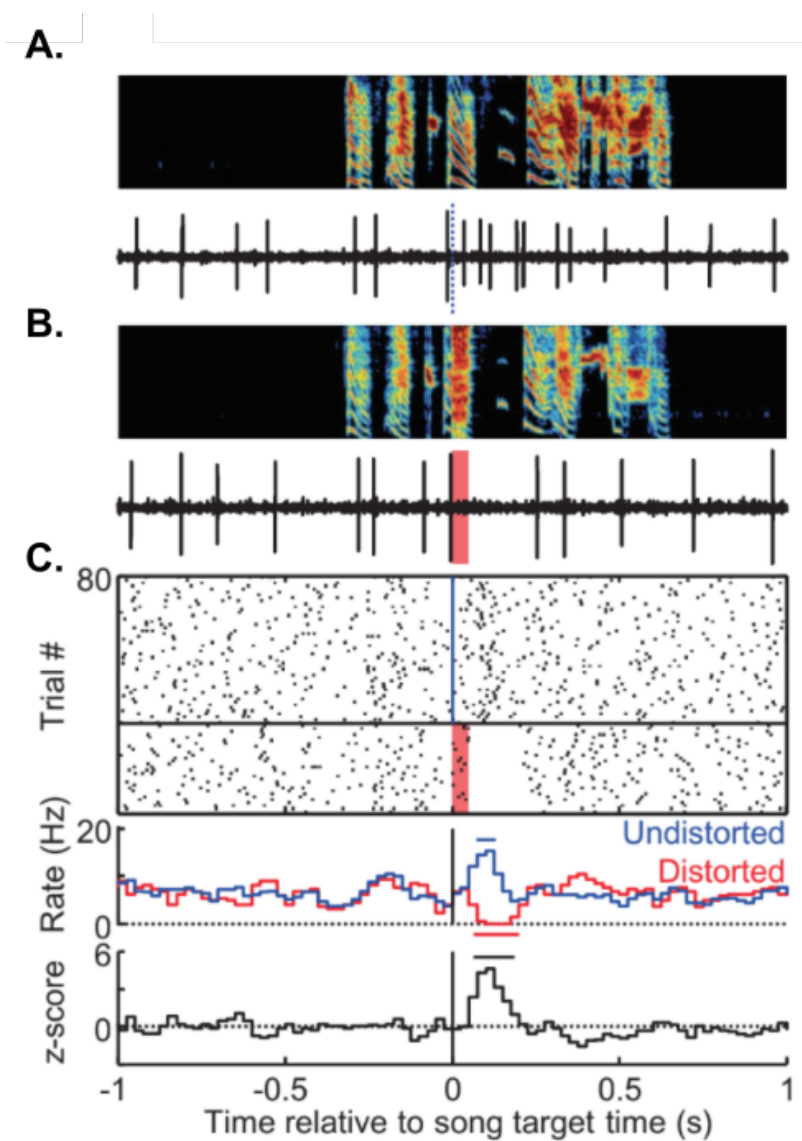 A.
B.
C.
80
Trial #
20
Rate (Hz)
0
Undistorted
Distorted
6
z-score
0
-1 -0.5 0 0.5 1
Time relative to song target time (s)